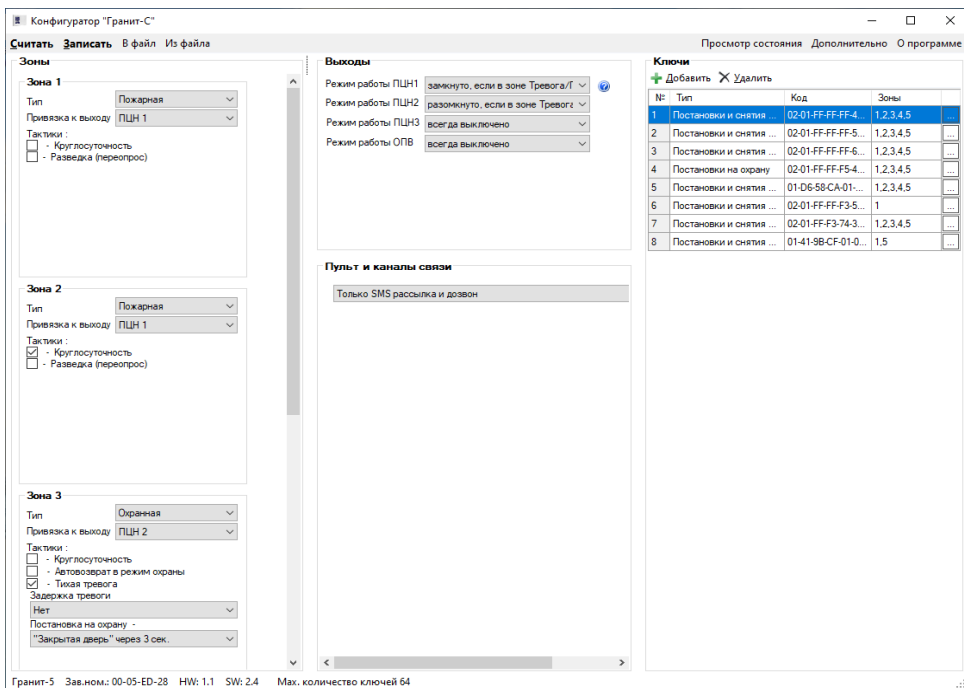 Конфигуратор "Гранит-С"
Считать Записать В файл Из файла
Просмотр состояния Дополнительно О программе
Зоны
Зона 1
Тип Пожарная
Привязка к выходу ПЦН 1
Тактики :
- Круглосуточность
- Разведка (переопрос)
Зона 2
Тип Пожарная
Привязка к выходу ПЦН 1
Тактики :
- Круглосуточность
- Разведка (переопрос)
Зона 3
Тип Охранная
Привязка к выходу ПЦН 2
Тактики :
- Круглосуточность
- Автовозврат в режим охраны
- Тихая тревога
Задержка тревоги
Нет
Постановка на охрану -
"Закрытая дверь" через 3 сек.
Выходы
Режим работы ПЦН1 замкнуто, если в зоне Тревога/Г
Режим работы ПЦН2 разомкнуто, если в зоне Тревога
Режим работы ПЦН3 всегда выключено
Режим работы ОПВ всегда выключено
Пульт и каналы связи
Только SMS рассылка и дозвон
Ключи
Добавить Удалить
№ Тип Код Зоны
1 Постановки и снятия ... 02-01-FF-FF-FF-4... 1,2,3,4,5 ...
2 Постановки и снятия ... 02-01-FF-FF-FF-5... 1,2,3,4,5 ...
3 Постановки и снятия ... 02-01-FF-FF-FF-6... 1,2,3,4,5 ...
4 Постановки на охрану 02-01-FF-FF-F5-4... 1,2,3,4,5 ...
5 Постановки и снятия ... 01-D6-58-CA-01-... 1,2,3,4,5 ...
6 Постановки и снятия ... 02-01-FF-FF-F3-5... 1 ...
7 Постановки и снятия ... 02-01-FF-F3-74-3... 1,2,3,4,5 ...
8 Постановки и снятия ... 01-41-9B-CF-01-0... 1,5 ...
Гранит-5 Зав.ном.: 00-05-ED-28 HW: 1.1 SW: 2.4 Мах. количество ключей 64